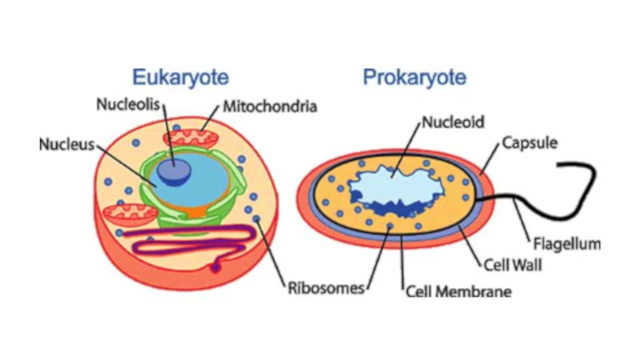 Eukaryote
Prokaryote
Nucleolis
Mitochondria
Nucleus
Nucleoid
Capsule
Flagellum
Cell Wall
Ribosomes
Cell Membrane